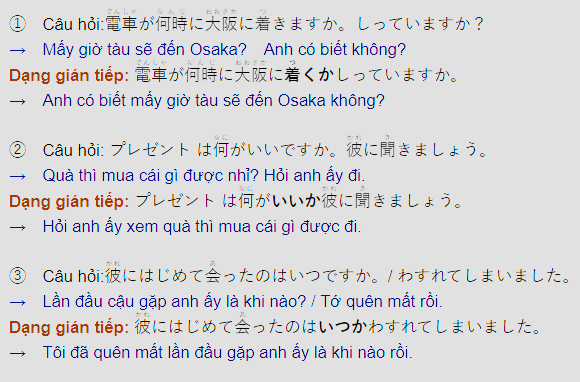 ① Câu hỏi:電車が何時に大阪に着きますか。しっていますか？
→ Mấy giờ tàu sẽ đến Osaka? Anh có biết không?
Dạng gián tiếp: 電車が何時に大阪に着くかしっていますか。
→ Anh có biết mấy giờ tàu sẽ đến Osaka không?
② Câu hỏi: プレゼント は何がいいですか。彼に聞きましょう。
→ Quà thì mua cái gì được nhỉ? Hỏi anh ấy đi.
Dạng gián tiếp: プレゼント は何がいいか彼に聞きましょう。
→ Hỏi anh ấy xem quà thì mua cái gì được đi.
③ Câu hỏi:彼にはじめて会ったのはいつですか。/ わすれてしまいました。
→ Lần đầu cậu gặp anh ấy là khi nào? / Tớ quên mất rồi.
Dạng gián tiếp: 彼にはじめて会ったのはいつかわすれてしまいました。
→ Tôi đã quên mất lần đầu gặp anh ấy là khi nào rồi.